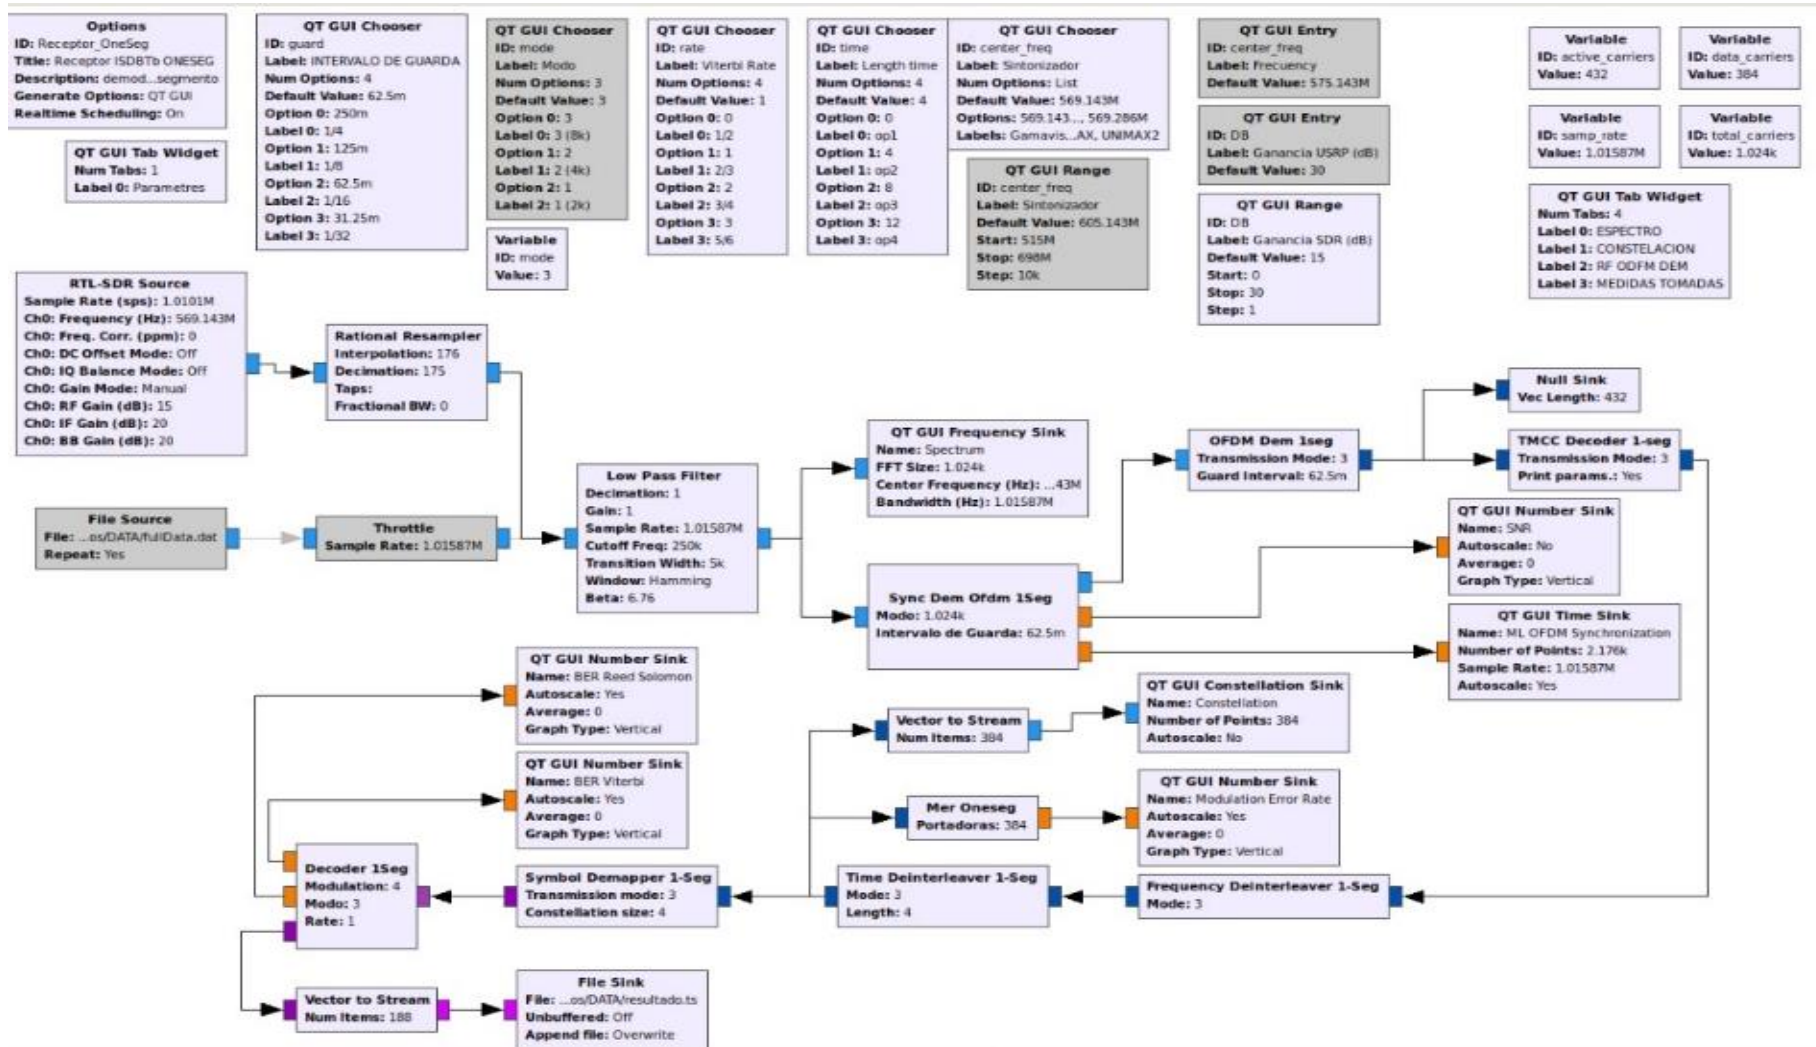 Options
ID: Receptor_OneSeg
Title: Receptor ISDBTb ONESEG
Description: demod...segmento
Generate Options: QT GUI
Realtime Scheduling: On
QT GUI Tab Widget
Num Tabs: 1
Label 0: Parametres
QT GUI Chooser
ID: guard
Label: INTERVALO DE GUARDA
Num Options: 4
Default Value: 62.5m
Option 0: 250m
Label 0: 1/4
Option 1: 125m
Label 1: 1/8
Option 2: 62.5m
Label 2: 1/16
Option 3: 31.25m
Label 3: 1/32
QT GUI Chooser
ID: mode
Label: Modo
Num Options: 3
Default Value: 3
Option 0: 3
Label 0: 3 (8k)
Option 1: 2
Label 1: 2 (4k)
Option 2: 1
Label 2: 1 (2k)
Variable
ID: mode
Value: 3
QT GUI Chooser
ID: rate
Label: Viterbi Rate
Num Options: 4
Default Value: 1
Option 0: 0
Label 0: 1/2
Option 1: 1
Label 1: 2/3
Option 2: 2
Label 2: 3/4
Option 3: 3
Label 3: 5/6
QT GUI Chooser
ID: time
Label: Length time
Num Options: 4
Default Value: 4
Option 0: 0
Label 0: op1
Option 1: 4
Label 1: op2
Option 2: 8
Label 2: op3
Option 3: 12
Label 3: op4
QT GUI Chooser
ID: center_freq
Label: Sintonizador
Num Options: List
Default Value: 569.143M
Options: 569.143..., 569.286M
Labels: Gamavis...AX, UNIMAX2
QT GUI Range
ID: center_freq
Label: Sintonizador
Default Value: 605.143M
Start: 515M
Stop: 698M
Step: 10k
QT GUI Entry
ID: center_freq
Label: Frecuency
Default Value: 575.143M
QT GUI Entry
ID: DB
Label: Ganancia USRP (dB)
Default Value: 30
QT GUI Range
ID: DB
Label: Ganancia SDR (dB)
Default Value: 15
Start: 0
Stop: 30
Step: 1
Variable
ID: active_carriers
Value: 432
Variable
ID: data_carriers
Value: 384
Variable
ID: samp_rate
Value: 1.01587M
Variable
ID: total_carriers
Value: 1.024k
QT GUI Tab Widget
Num Tabs: 4
Label 0: ESPECTRO
Label 1: CONSTELACION
Label 2: RF ODFM DEM
Label 3: MEDIDAS TOMADAS
RTL-SDR Source
Sample Rate (sps): 1.0101M
Ch0: Frequency (Hz): 569.143M
Ch0: Freq. Corr. (ppm): 0
Ch0: DC Offset Mode: Off
Ch0: IQ Balance Mode: Off
Ch0: Gain Mode: Manual
Ch0: RF Gain (dB): 15
Ch0: IF Gain (dB): 20
Ch0: BB Gain (dB): 20
Rational Resampler
Interpolation: 176
Decimation: 175
Taps:
Fractional BW: 0
File Source
File: ...os/DATA/fullData.dat
Repeat: Yes
Throttle
Sample Rate: 1.01587M
Low Pass Filter
Decimation: 1
Gain: 1
Sample Rate: 1.01587M
Cutoff Freq: 250k
Transition Width: 5k
Window: Hamming
Beta: 6.76
QT GUI Frequency Sink
Name: Spectrum
FFT Size: 1.024k
Center Frequency (Hz): ...43M
Bandwidth (Hz): 1.01587M
Sync Dem Ofdm 1Seg
Modo: 1.024k
Intervalo de Guarda: 62.5m
OFDM Dem 1seg
Transmission Mode: 3
Guard Interval: 62.5m
Null Sink
Vec Length: 432
TMCC Decoder 1-seg
Transmission Mode: 3
Print params.: Yes
QT GUI Number Sink
Name: SNR
Autoscale: No
Average: 0
Graph Type: Vertical
QT GUI Time Sink
Name: ML OFDM Synchronization
Number of Points: 2.176k
Sample Rate: 1.01587M
Autoscale: Yes
QT GUI Number Sink
Name: BER Reed Solomon
Autoscale: Yes
Average: 0
Graph Type: Vertical
QT GUI Number Sink
Name: BER Viterbi
Autoscale: Yes
Average: 0
Graph Type: Vertical
Vector to Stream
Num Items: 384
QT GUI Constellation Sink
Name: Constellation
Number of Points: 384
Autoscale: No
Mer Oneseg
Portadoras: 384
QT GUI Number Sink
Name: Modulation Error Rate
Autoscale: Yes
Average: 0
Graph Type: Vertical
Decoder 1Seg
Modulation: 4
Modo: 3
Rate: 1
Symbol Demapper 1-Seg
Transmission mode: 3
Constellation size: 4
Time Deinterleaver 1-Seg
Mode: 3
Length: 4
Frequency Deinterleaver 1-Seg
Mode: 3
Vector to Stream
Num Items: 188
File Sink
File: ...os/DATA/resultado.ts
Unbuffered: Off
Append file: Overwrite